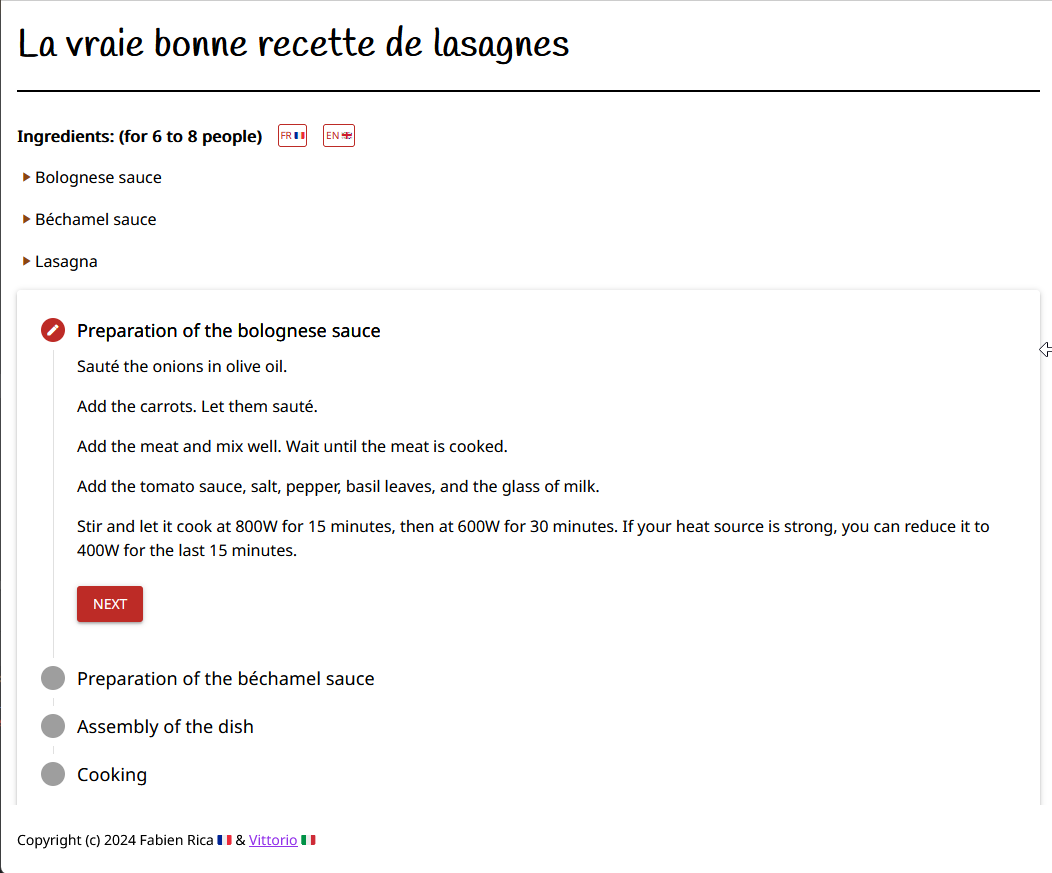 La vraie bonne recette de lasagnes
Ingredients: (for 6 to 8 people) FR EN
Bolognese sauce
Béchamel sauce
Lasagna
Preparation of the bolognese sauce
Sauté the onions in olive oil.
Add the carrots. Let them sauté.
Add the meat and mix well. Wait until the meat is cooked.
Add the tomato sauce, salt, pepper, basil leaves, and the glass of milk.
Stir and let it cook at 800W for 15 minutes, then at 600W for 30 minutes. If your heat source is strong, you can reduce it to
400W for the last 15 minutes.
NEXT
Preparation of the béchamel sauce
Assembly of the dish
Cooking
Copyright (c) 2024 Fabien Rica 🇫🇷 & Vittorio 🇮🇹